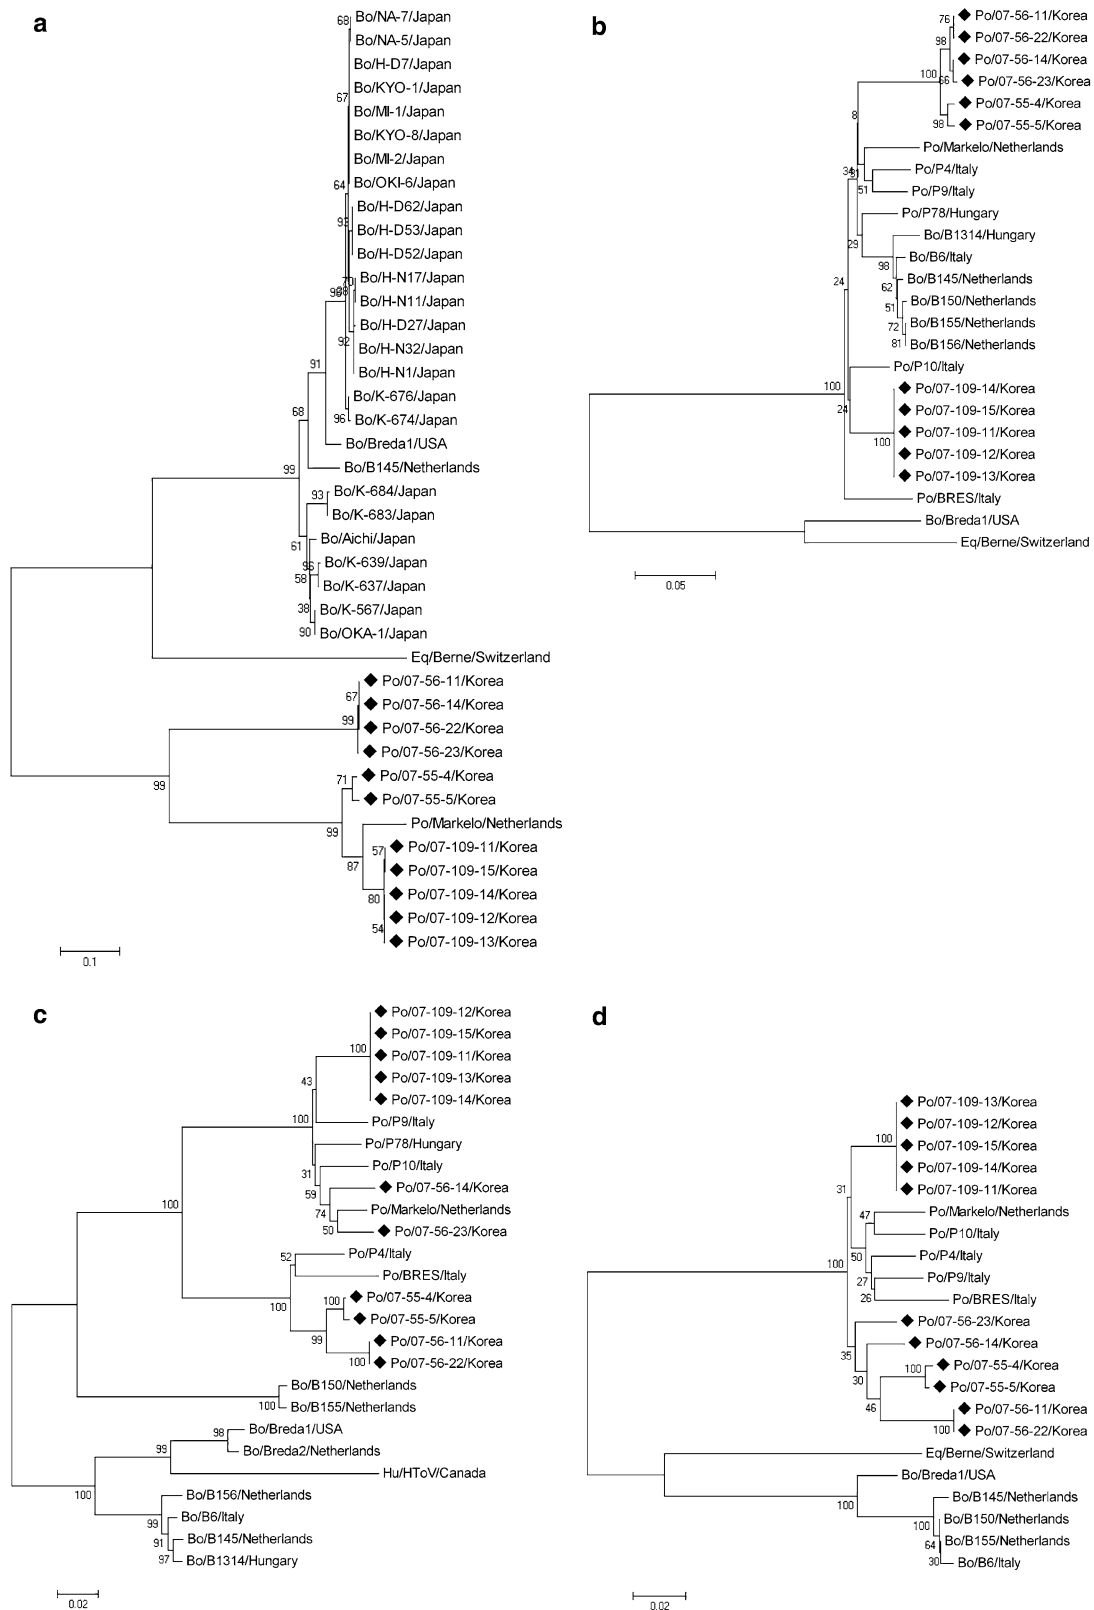 a
68
Bo/NA-7/Japan
Bo/NA-5/Japan
Bo/H-D7/Japan
Bo/KYO-1/Japan
67
Bo/MI-1/Japan
Bo/KYO-8/Japan
Bo/MI-2/Japan
64
Bo/OKI-6/Japan
Bo/H-D62/Japan
Bo/H-D53/Japan
Bo/H-D52/Japan
Bo/H-N17/Japan
Bo/H-N11/Japan
Bo/H-D27/Japan
92
Bo/H-N32/Japan
91
Bo/H-N1/Japan
Bo/K-676/Japan
68
96
Bo/K-674/Japan
Bo/Breda1/USA
99
Bo/B145/Netherlands
93
Bo/K-684/Japan
Bo/K-683/Japan
61
Bo/Aichi/Japan
Bo/K-639/Japan
58
Bo/K-637/Japan
38
Bo/K-567/Japan
90
Bo/OKA-1/Japan
Eq/Berne/Switzerland
Po/07-56-11/Korea
67
Po/07-56-14/Korea
99
Po/07-56-22/Korea
Po/07-56-23/Korea
99
71
Po/07-55-4/Korea
Po/07-55-5/Korea
99
Po/Markelo/Netherlands
57
Po/07-109-11/Korea
87
Po/07-109-15/Korea
80
Po/07-109-14/Korea
54
Po/07-109-12/Korea
Po/07-109-13/Korea
0.1
b
76
Po/07-56-11/Korea
98
Po/07-56-22/Korea
Po/07-56-14/Korea
100
66
Po/07-56-23/Korea
Po/07-55-4/Korea
98
Po/07-55-5/Korea
8
Po/Markelo/Netherlands
34
Po/P4/Italy
51
Po/P9/Italy
Po/P78/Hungary
29
Bo/B1314/Hungary
98
Bo/B6/Italy
24
62
Bo/B145/Netherlands
51
Bo/B150/Netherlands
72
Bo/B155/Netherlands
81
Bo/B156/Netherlands
Po/P10/Italy
100
Po/07-109-14/Korea
24
Po/07-109-15/Korea
100
Po/07-109-11/Korea
Po/07-109-12/Korea
Po/07-109-13/Korea
Po/BRES/Italy
Bo/Breda1/USA
Eq/Berne/Switzerland
0.05
c
Po/07-109-12/Korea
Po/07-109-15/Korea
100
Po/07-109-11/Korea
43
Po/07-109-13/Korea
Po/07-109-14/Korea
100
Po/P9/Italy
Po/P78/Hungary
31
Po/P10/Italy
59
Po/07-56-14/Korea
100
74
Po/Markelo/Netherlands
50
Po/07-56-23/Korea
52
Po/P4/Italy
Po/BRES/Italy
100
100
Po/07-55-4/Korea
Po/07-55-5/Korea
99
Po/07-56-11/Korea
100
Po/07-56-22/Korea
Bo/B150/Netherlands
100
Bo/B155/Netherlands
98
Bo/Breda1/USA
99
Bo/Breda2/Netherlands
Hu/HToV/Canada
100
Bo/B156/Netherlands
99
Bo/B6/Italy
91
Bo/B145/Netherlands
97
Bo/B1314/Hungary
0.02
d
Po/07-109-13/Korea
Po/07-109-12/Korea
100
Po/07-109-15/Korea
Po/07-109-14/Korea
31
Po/07-109-11/Korea
47
Po/Markelo/Netherlands
Po/P10/Italy
50
Po/P4/Italy
100
27
Po/P9/Italy
26
Po/BRES/Italy
Po/07-56-23/Korea
35
Po/07-56-14/Korea
30
100
Po/07-55-4/Korea
Po/07-55-5/Korea
46
Po/07-56-11/Korea
100
Po/07-56-22/Korea
Eq/Berne/Switzerland
Bo/Breda1/USA
100
Bo/B145/Netherlands
100
Bo/B150/Netherlands
64
Bo/B155/Netherlands
30
Bo/B6/Italy
0.02